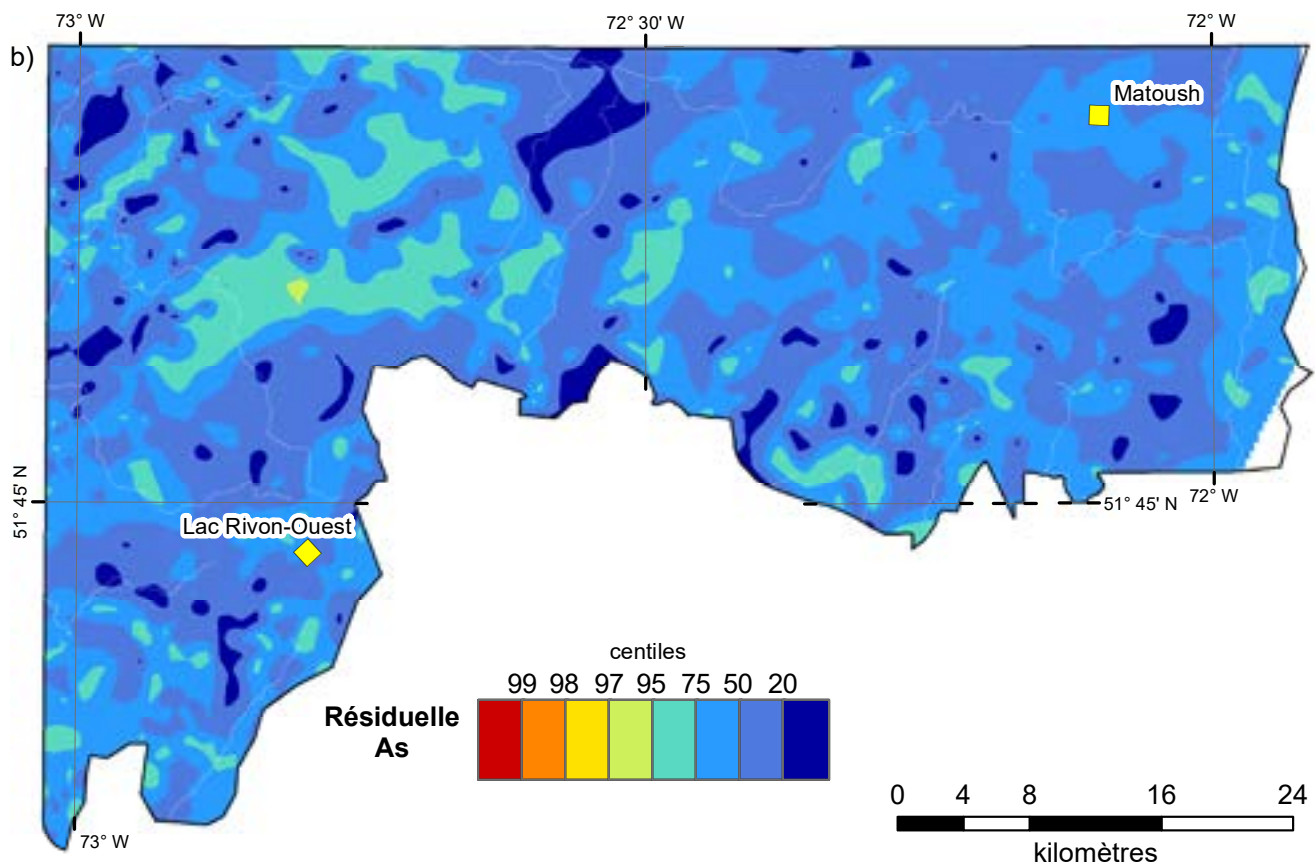 73° W
72° 30' W
72° W
b)
Matoush
51° 45' N
72° W
51° 45' N
Lac Rivon-Ouest
centiles
99 98 97 95 75 50 20
Résiduelle
As
0 4 8 16 24
kilomètres
73° W